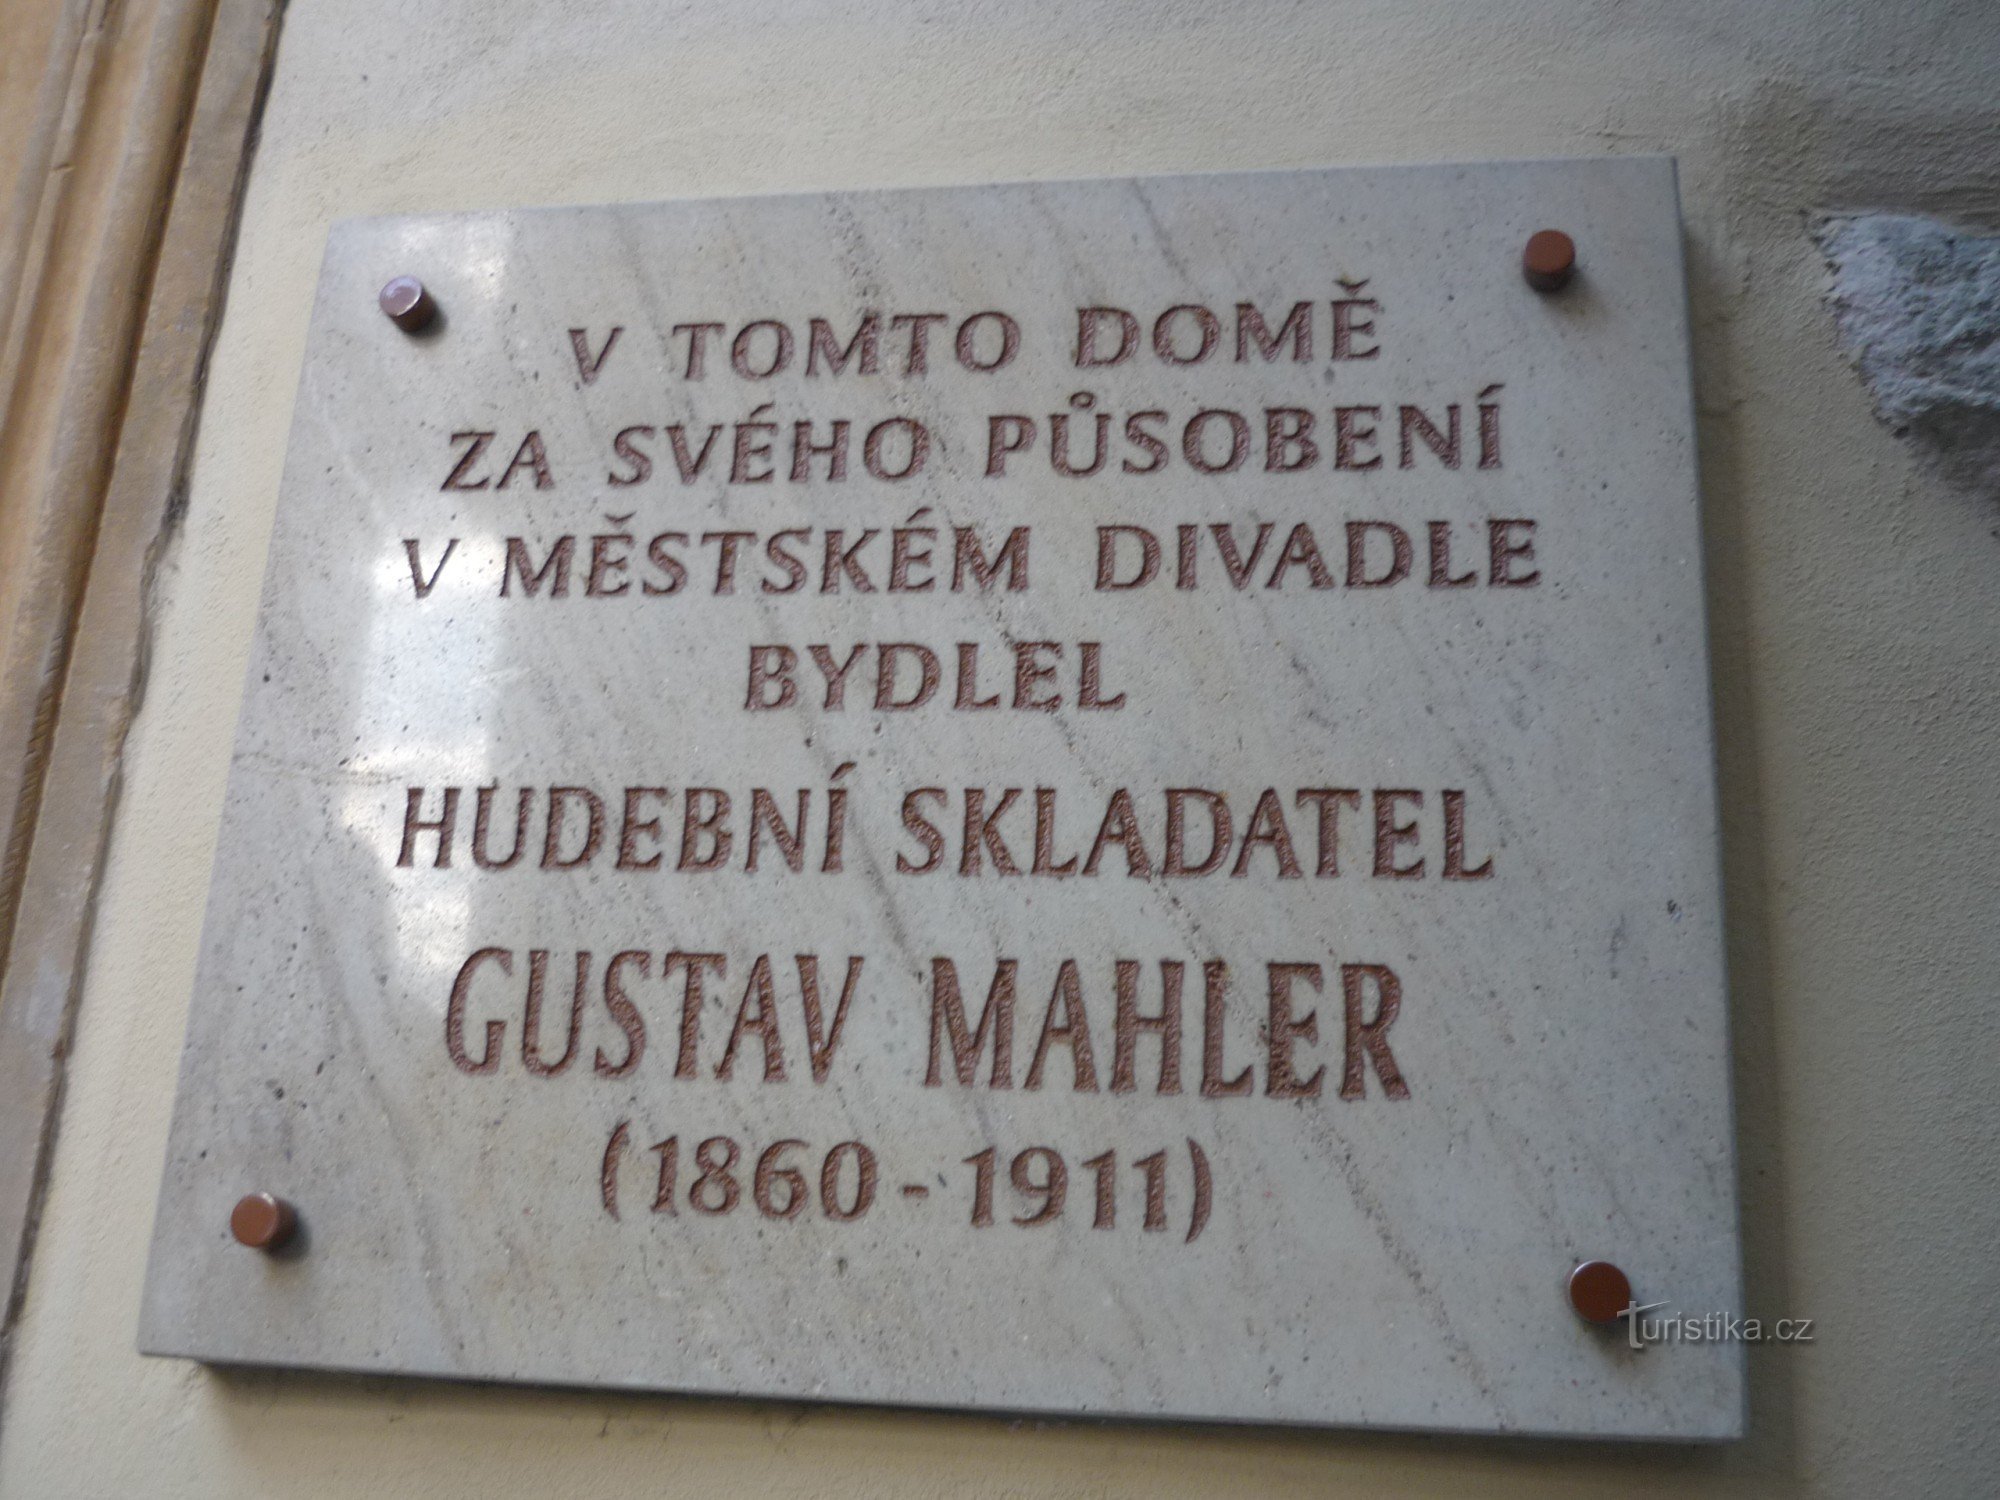 V TOMTO DOMĚ
ZA SVÉHO PŮSOBENÍ
V MĚSTSKÉM DIVADLE
BYDLEL
HUDEBNÍ SKLADATEL
GUSTAV MAHLER
(1860 - 1911)
Turistika.cz